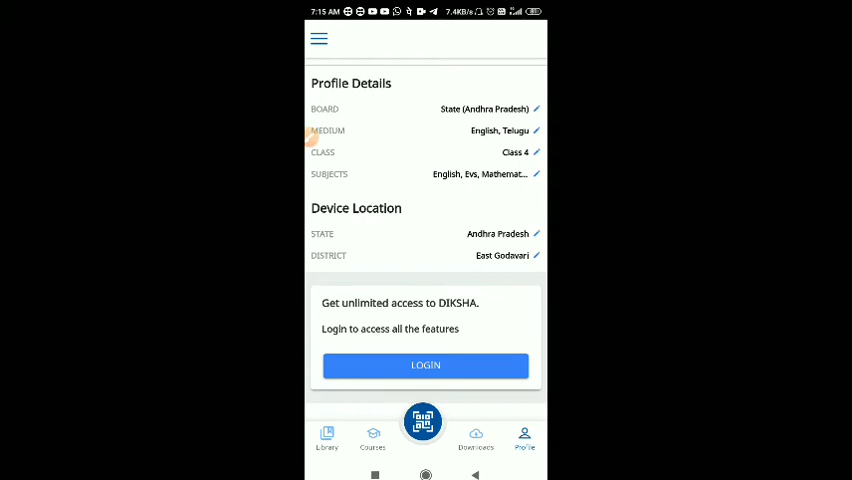 7:15 AM 7.4KB/s
Profile Details
BOARD State (Andhra Pradesh)
MEDIUM English, Telugu
CLASS Class 4
SUBJECTS English, Evs, Mathemat...
Device Location
STATE Andhra Pradesh
DISTRICT East Godavari
Get unlimited access to DIKSHA.
Login to access all the features
LOGIN
Library Courses Downloads Profile